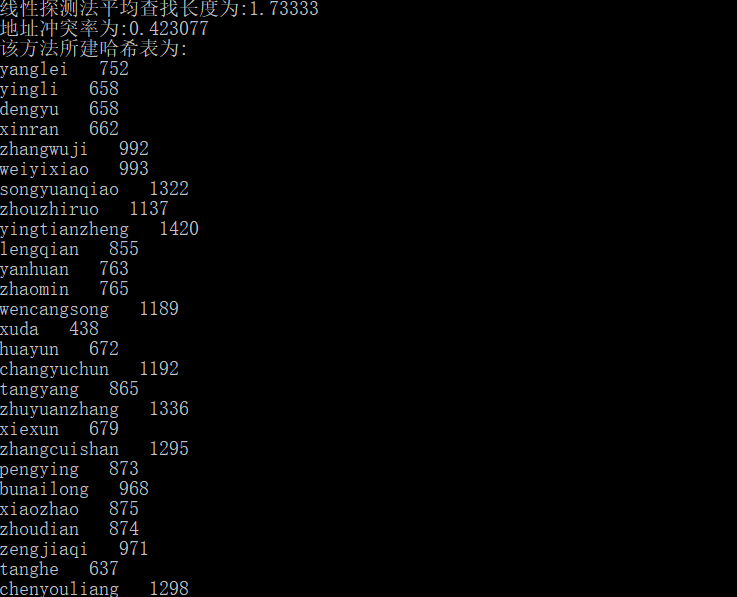 线性探测法平均查找长度为:1.73333
地址冲突率为:0.423077
该方法所建哈希表为:
yanglei   752
yingli   658
dengyu   658
xinran   662
zhangwuji   992
weiyixiao   993
songyuanqiao   1322
zhouzhiruo   1137
yingtianzheng   1420
lengqian   855
yanhuan   763
zhaomin   765
wencangsong   1189
xuda   438
huayun   672
changyuchun   1192
tangyang   865
zhuyuanzhang   1336
xiexun   679
zhangcuishan   1295
pengying   873
bunailong   968
xiaozhao   875
zhoudian   874
zengjiaqi   971
tanghe   637
chenyouliang   1298